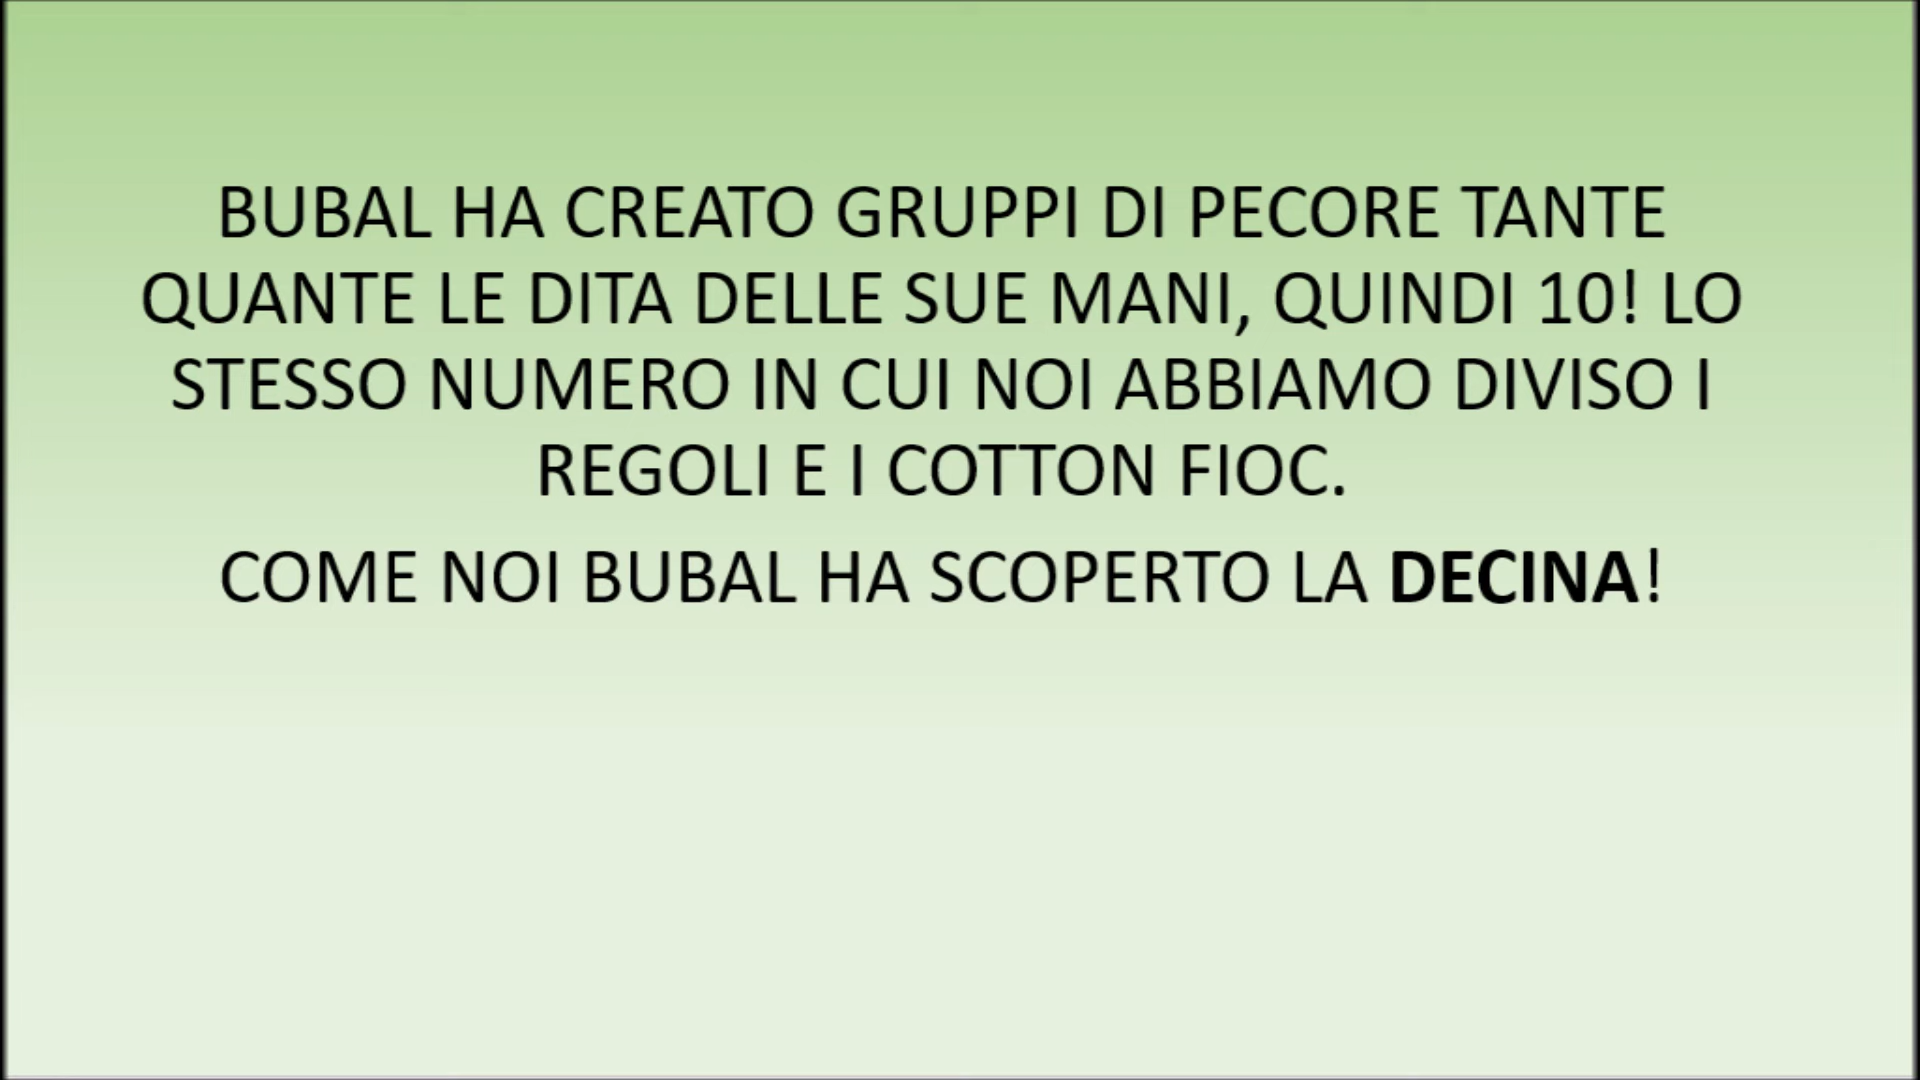 BUBAL HA CREATO GRUPPI DI PECORE TANTE
QUANTE LE DITA DELLE SUE MANI, QUINDI 10! LO
STESSO NUMERO IN CUI NOI ABBIAMO DIVISO I
REGOLI E I COTTON FIOC.
COME NOI BUBAL HA SCOPERTO LA DECINA!